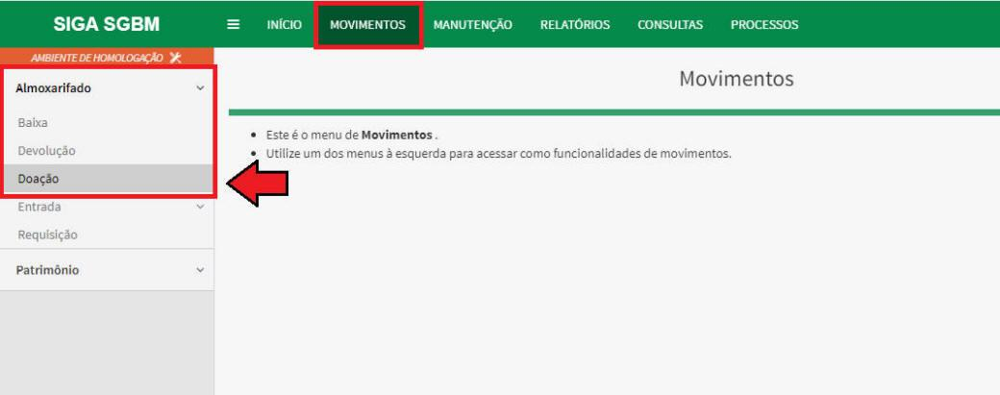 SIGA SGBM
INÍCIO MOVIMENTOS MANUTENÇÃO RELATÓRIOS CONSULTAS PROCESSOS
AMBIENTE DE HOMOLOGAÇÃO
Almoxarifado
Baixa
Devolução
Doação
Entrada
Requisição
Patrimônio
Movimentos
Este é o menu de Movimentos .
Utilize um dos menus à esquerda para acessar como funcionalidades de movimentos.